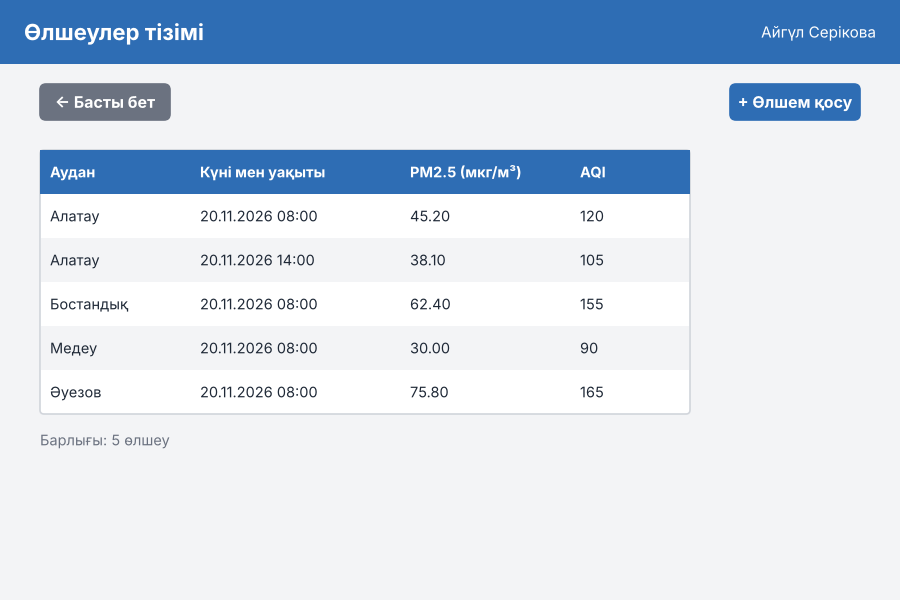 Өлшеулер тізімі
Айгүл Серікова
← Басты бет
+ Өлшем қосу
Аудан Күні мен уақыты PM2.5 (мкг/м³) AQI
Алатау 20.11.2026 08:00 45.20 120
Алатау 20.11.2026 14:00 38.10 105
Бостандық 20.11.2026 08:00 62.40 155
Медеу 20.11.2026 08:00 30.00 90
Әуезов 20.11.2026 08:00 75.80 165
Барлығы: 5 өлшеу